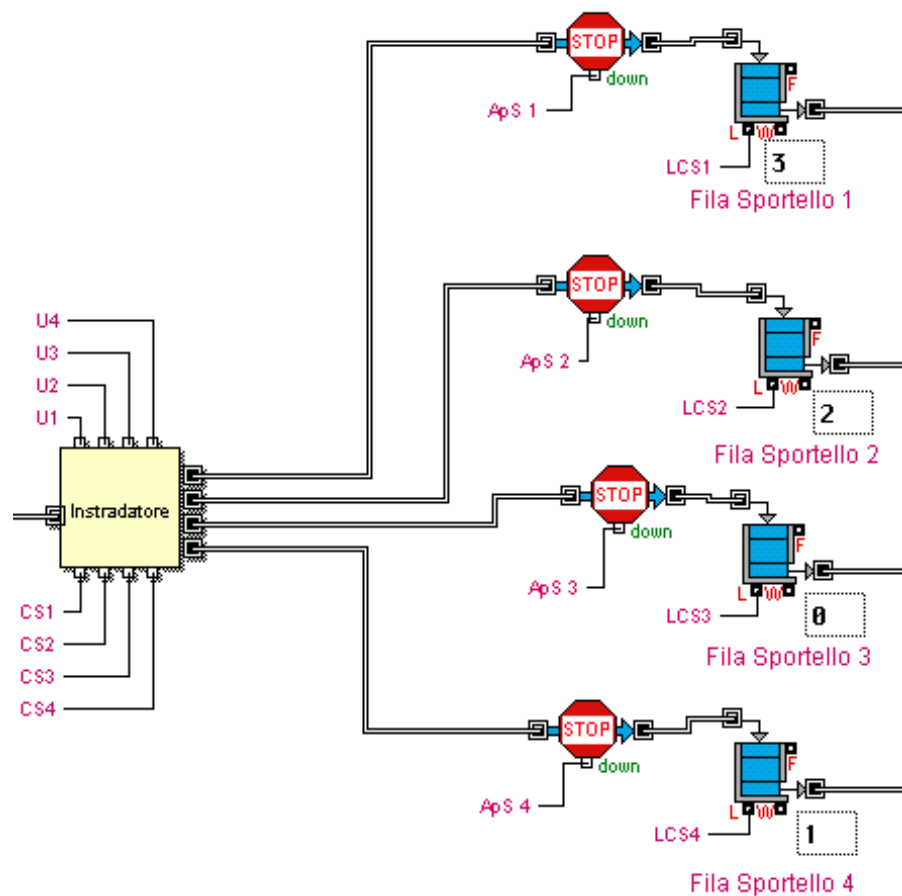 STOP
down
ApS 1
F
L W
LCS1
3
Fila Sportello 1
STOP
down
ApS 2
F
L W
LCS2
2
Fila Sportello 2
U4
U3
U2
U1
Instradatore
CS1
CS2
CS3
CS4
STOP
down
ApS 3
F
L W
LCS3
0
Fila Sportello 3
STOP
down
ApS 4
F
L W
LCS4
1
Fila Sportello 4